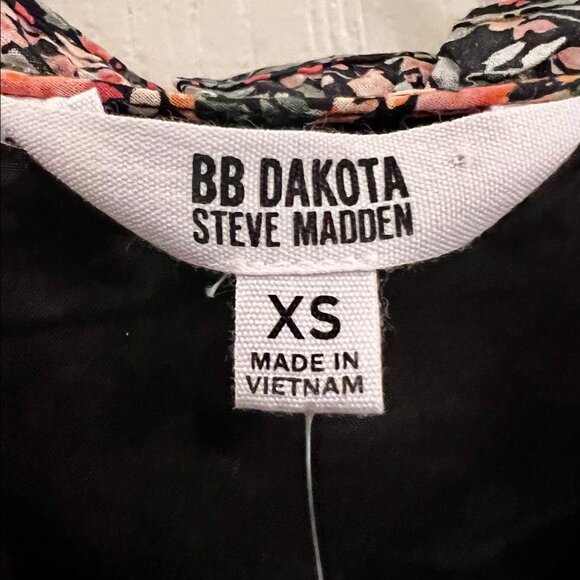 BB DAKOTA
STEVE MADDEN
XS
MADE IN
VIETNAM